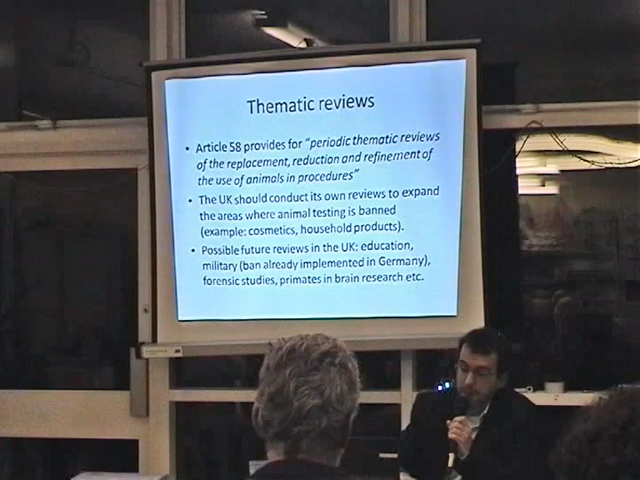 Thematic reviews
• Article 58 provides for "periodic thematic reviews
of the replacement, reduction and refinement of
the use of animals in procedures"
• The UK should conduct its own reviews to expand
the areas where animal testing is banned
(example: cosmetics, household products).
• Possible future reviews in the UK: education,
military (ban already implemented in Germany),
forensic studies, primates in brain research etc.